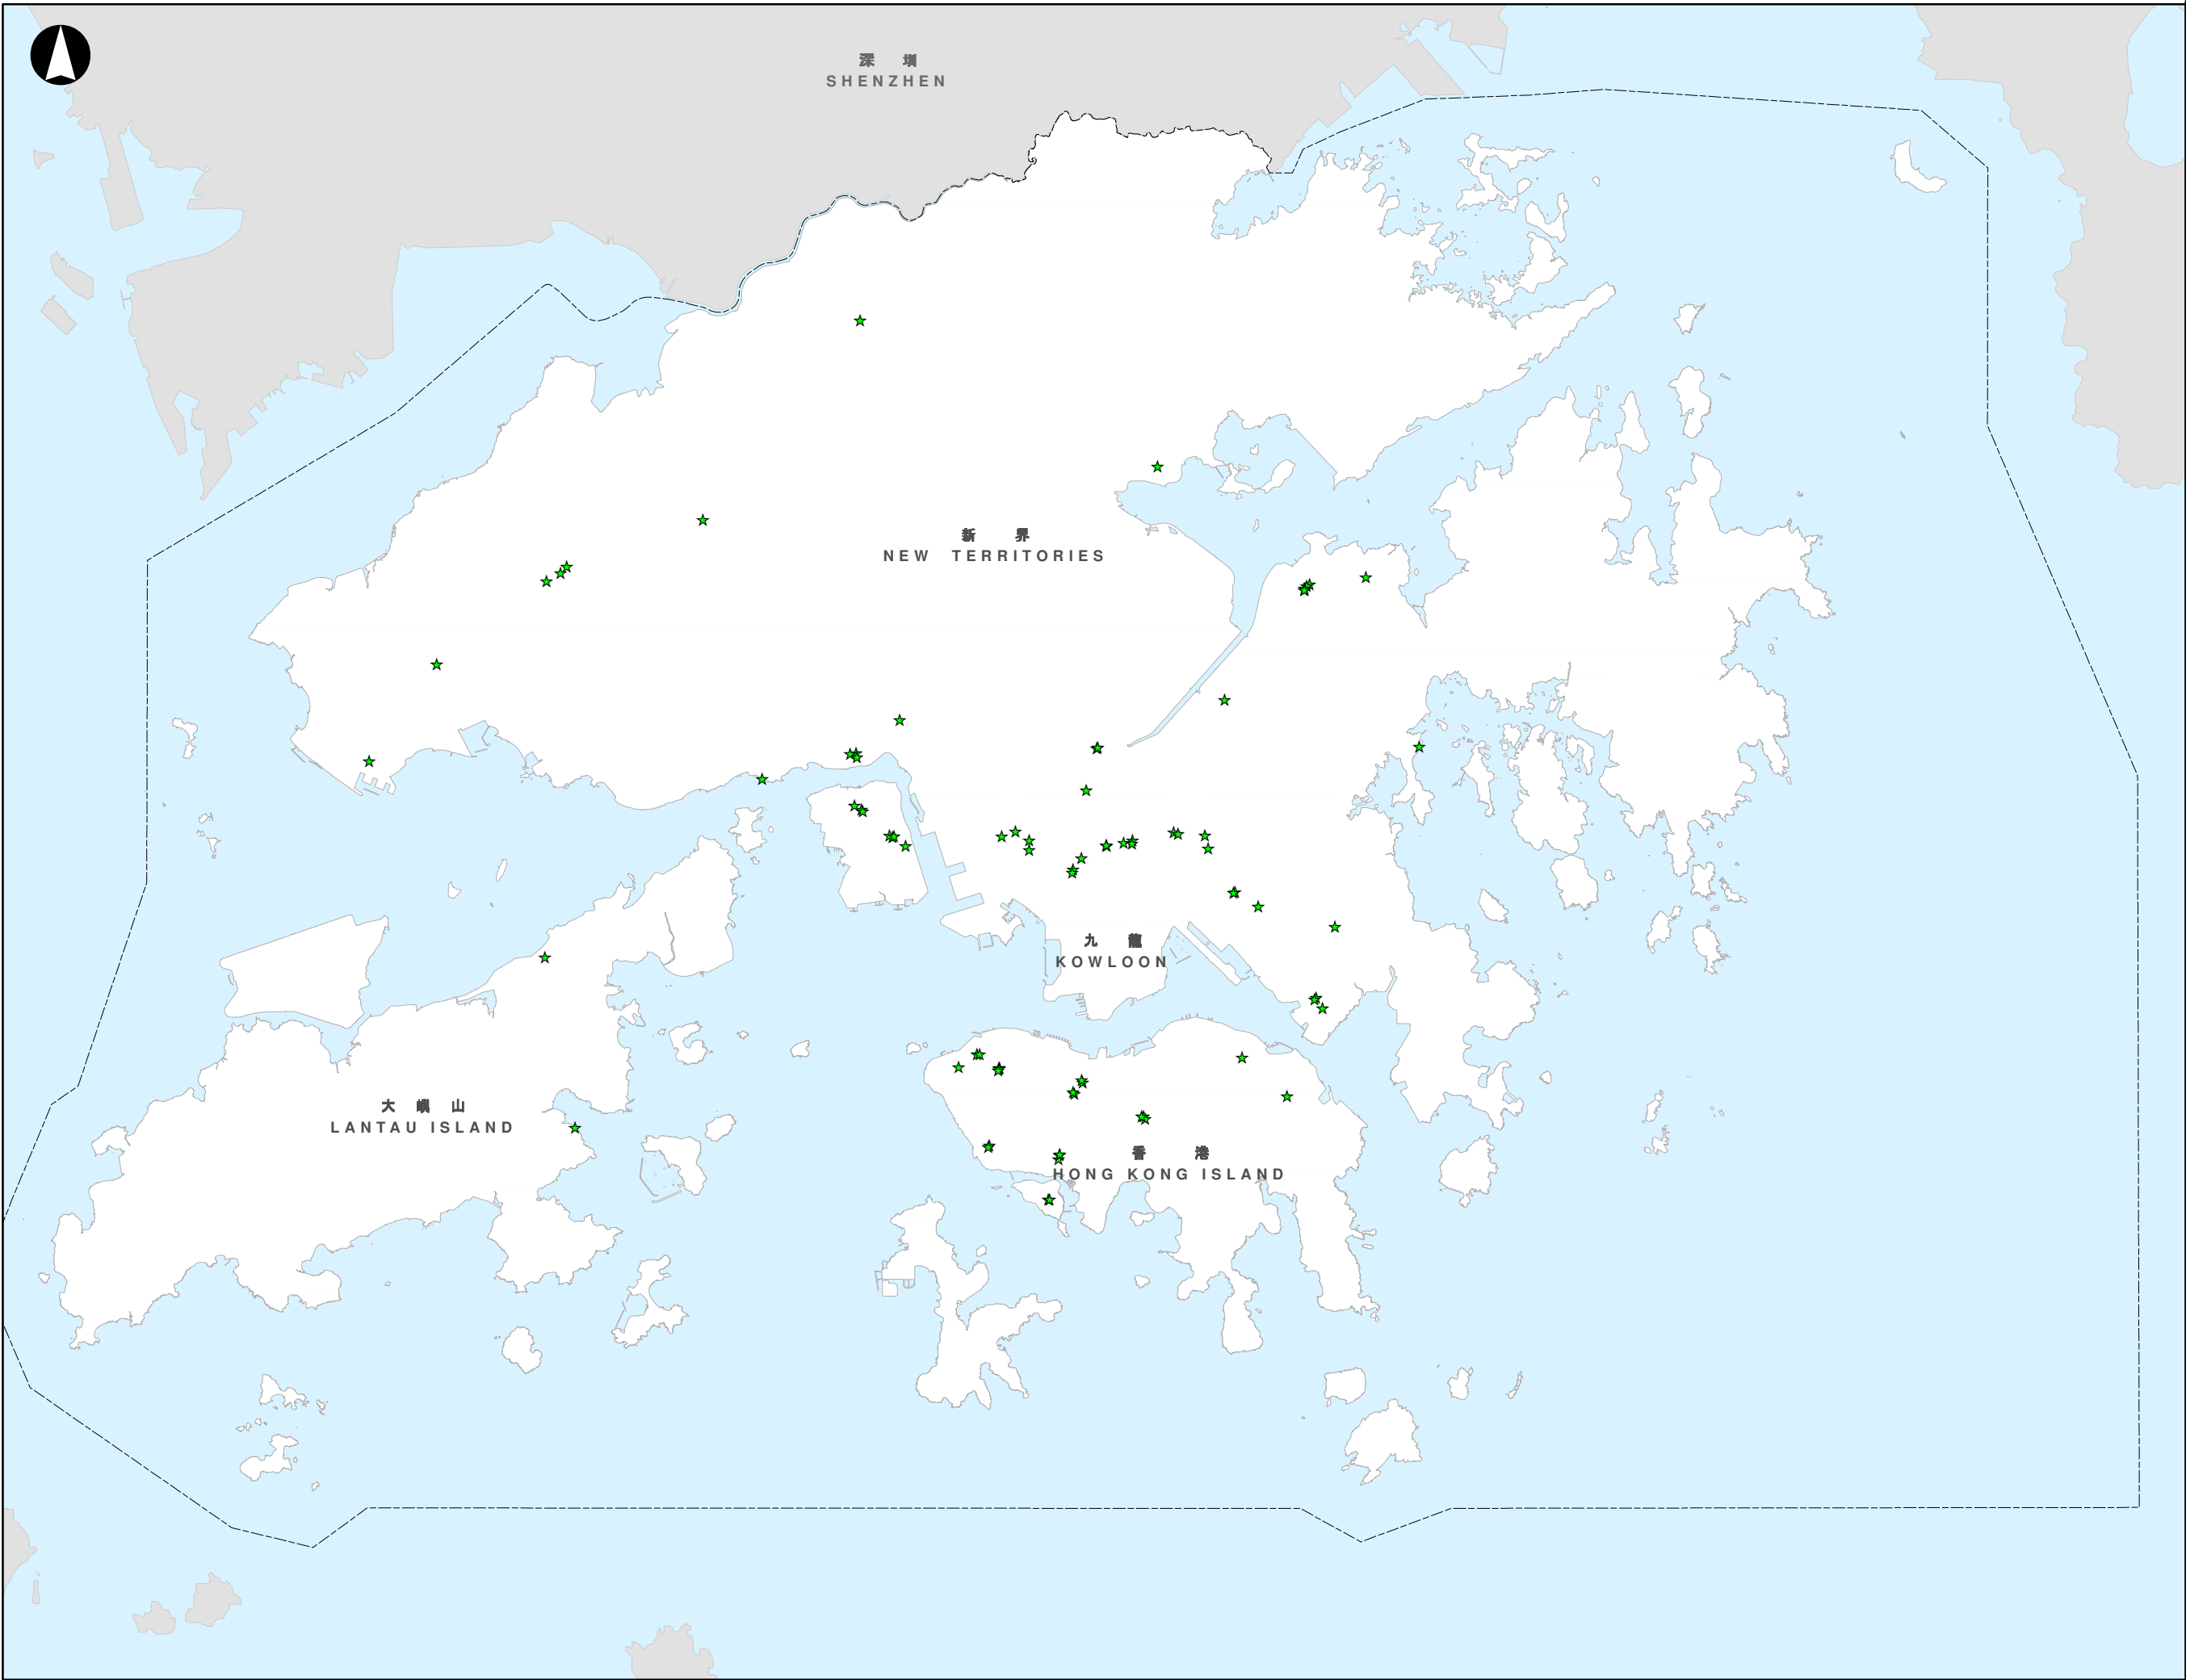 深 圳
SHENZHEN
新 界
NEW TERRITORIES
九 龍
KOWLOON
大 嶼 山
LANTAU ISLAND
香 港
HONG KONG ISLAND